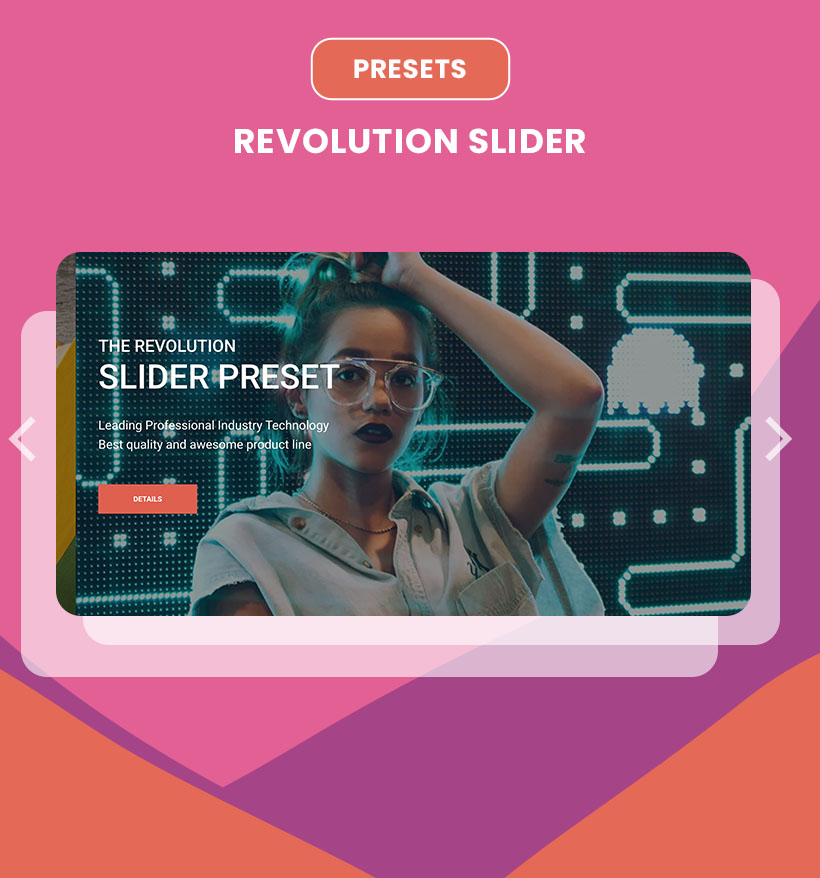 PRESETS
REVOLUTION SLIDER
THE REVOLUTION
SLIDER PRESET
Leading Professional Industry Technology
Best quality and awesome product line
DETAILS